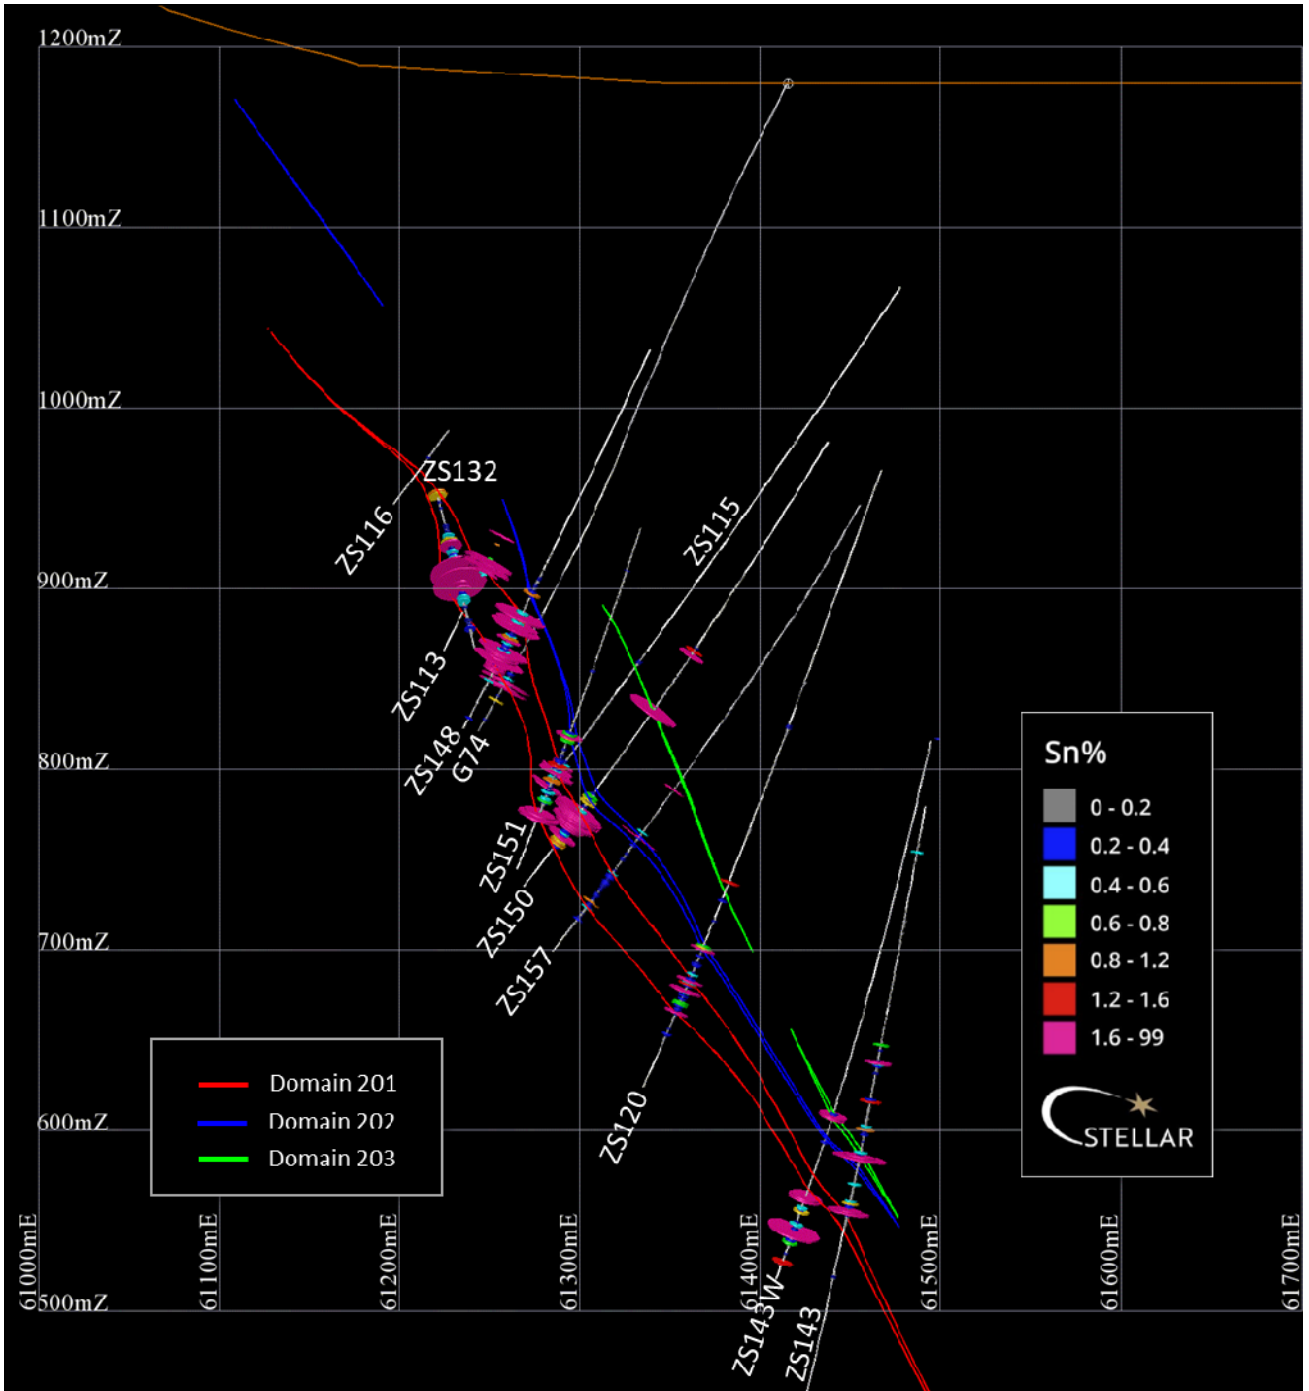 1200mZ
1100mZ
1000mZ
ZS132
ZS116
ZS115
900mZ
ZS113
ZS148
G74
800mZ
ZS151
ZS150
ZS157
700mZ
ZS120
600mZ
Sn%
0 - 0.2
0.2 - 0.4
0.4 - 0.6
0.6 - 0.8
0.8 - 1.2
1.2 - 1.6
1.6 - 99
STELLAR
Domain 201
Domain 202
Domain 203
61000mE
61100mE
61200mE
61300mE
61400mE
61500mE
61600mE
61700mE
500mZ
ZS143W
ZS143